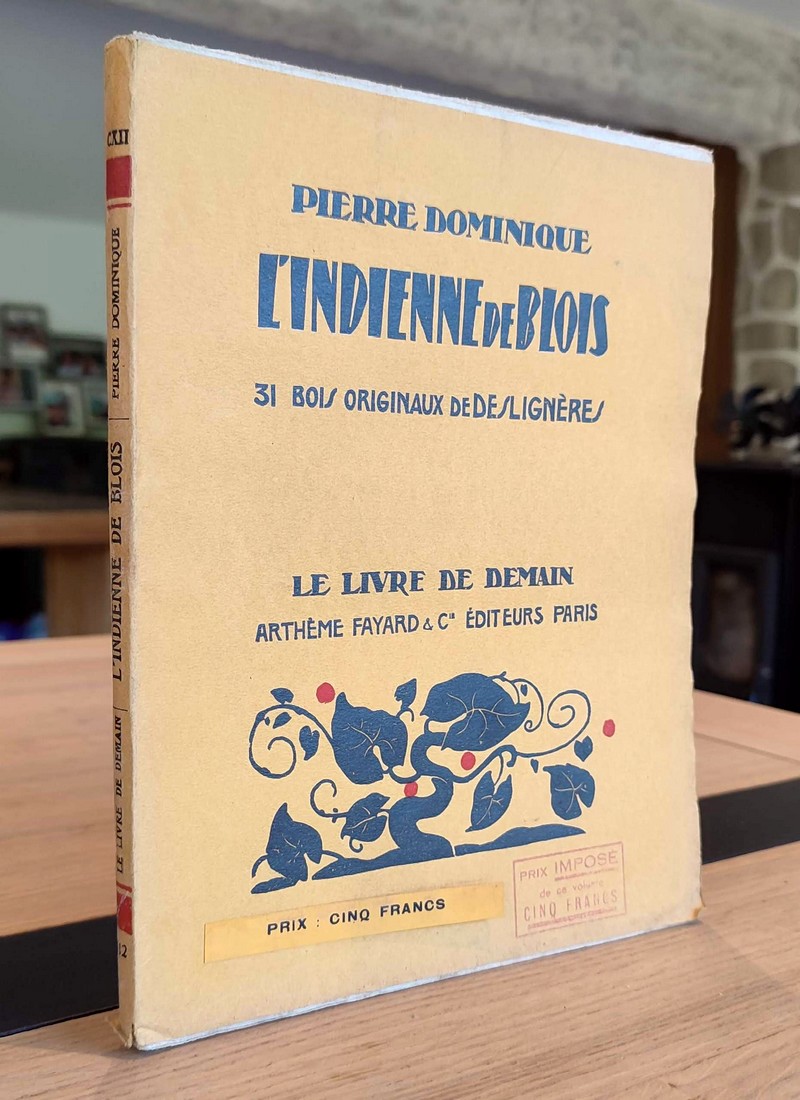 PIERRE DOMINIQUE
L'INDIENNE DE BLOIS
31 BOIS ORIGINAUX DE DESLIGNÈRES
LE LIVRE DE DEMAIN
ARTHÈME FAYARD & Cie ÉDITEURS PARIS
PRIX : CINQ FRANCS
PRIX IMPOSÉ
de ce volume
CINQ FRANCS
CXII
PIERRE DOMINIQUE
L'INDIENNE DE BLOIS
LE LIVRE DE DEMAIN
12